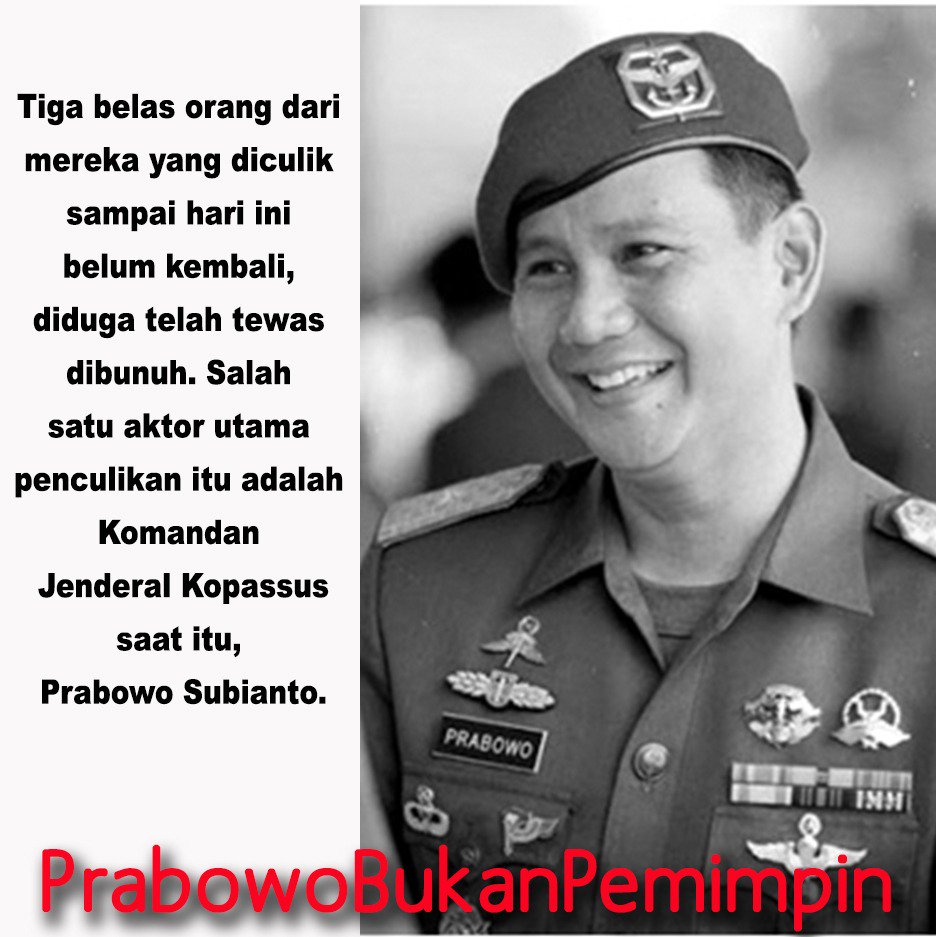 Tiga belas orang dari
mereka yang diculik
sampai hari ini
belum kembali,
diduga telah tewas
dibunuh. Salah
satu aktor utama
penculikan itu adalah
Komandan
Jenderal Kopassus
saat itu,
Prabowo Subianto.
PRABOWO
PrabowoBukanPemimpin